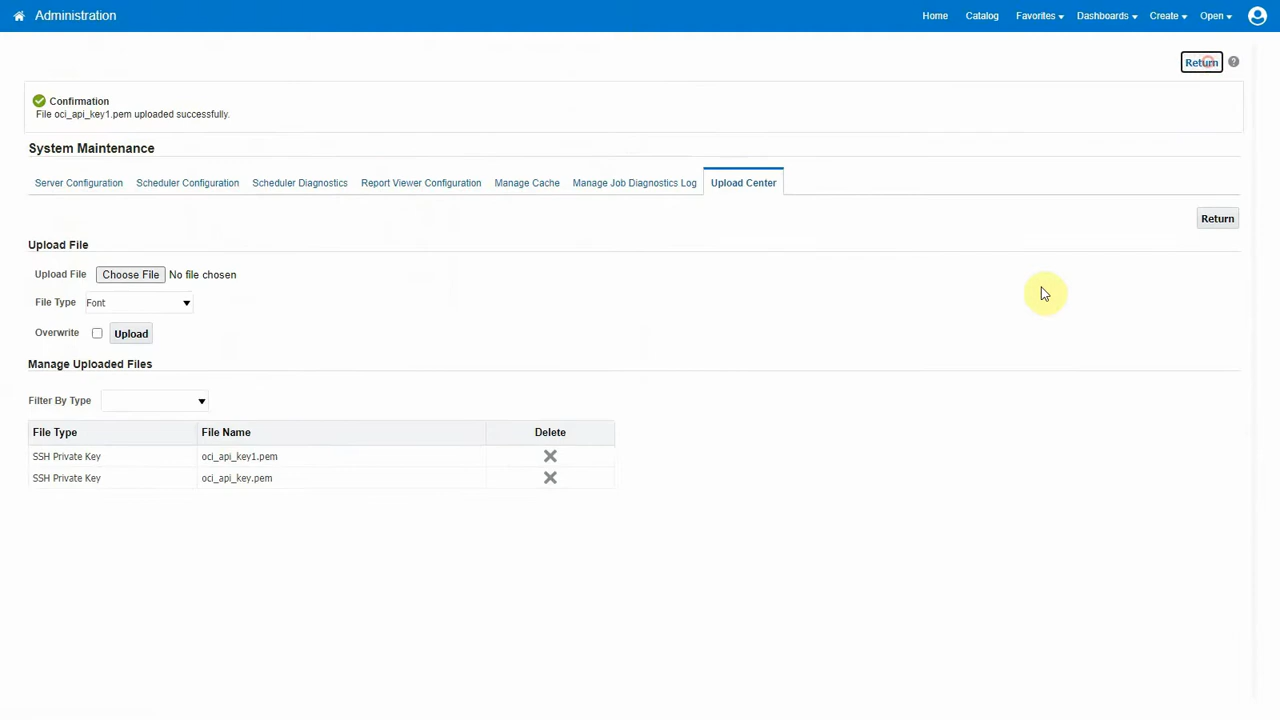 Administration
Home Catalog Favorites Dashboards Create Open
Return ?
Confirmation
File oci_api_key1.pem uploaded successfully.
System Maintenance
Server Configuration Scheduler Configuration Scheduler Diagnostics Report Viewer Configuration Manage Cache Manage Job Diagnostics Log Upload Center
Return
Upload File
Upload File Choose File No file chosen
File Type Font
Overwrite Upload
Manage Uploaded Files
Filter By Type
File Type File Name Delete
SSH Private Key oci_api_key1.pem
SSH Private Key oci_api_key.pem